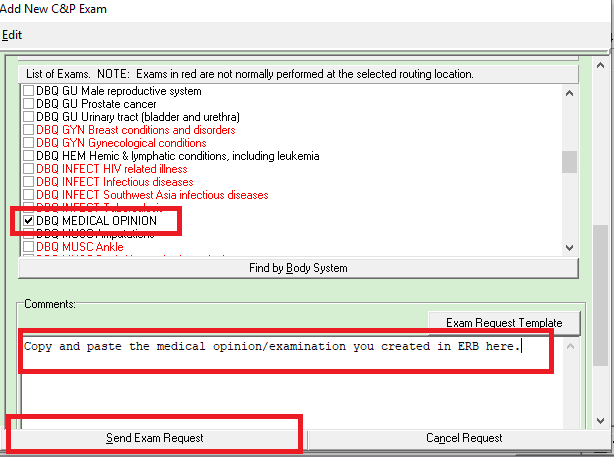 Add New C&P Exam
Edit
List of Exams. NOTE: Exams in red are not normally performed at the selected routing location.
DBQ GU Male reproductive system
DBQ GU Prostate cancer
DBQ GU Urinary tract (bladder and urethra)
DBQ GYN Breast conditions and disorders
DBQ GYN Gynecological conditions
DBQ HEM Hemic & lymphatic conditions, including leukemia
DBQ INFECT HIV related illness
DBQ INFECT Infectious diseases
DBQ INFECT Southwest Asia infectious diseases
DBQ INFECT Tuberculosis
DBQ MEDICAL OPINION
DBQ MUSC Amputations
DBQ MUSC Ankle
Find by Body System
Comments:
Exam Request Template
Copy and paste the medical opinion/examination you created in ERB here.
Send Exam Request
Cancel Request